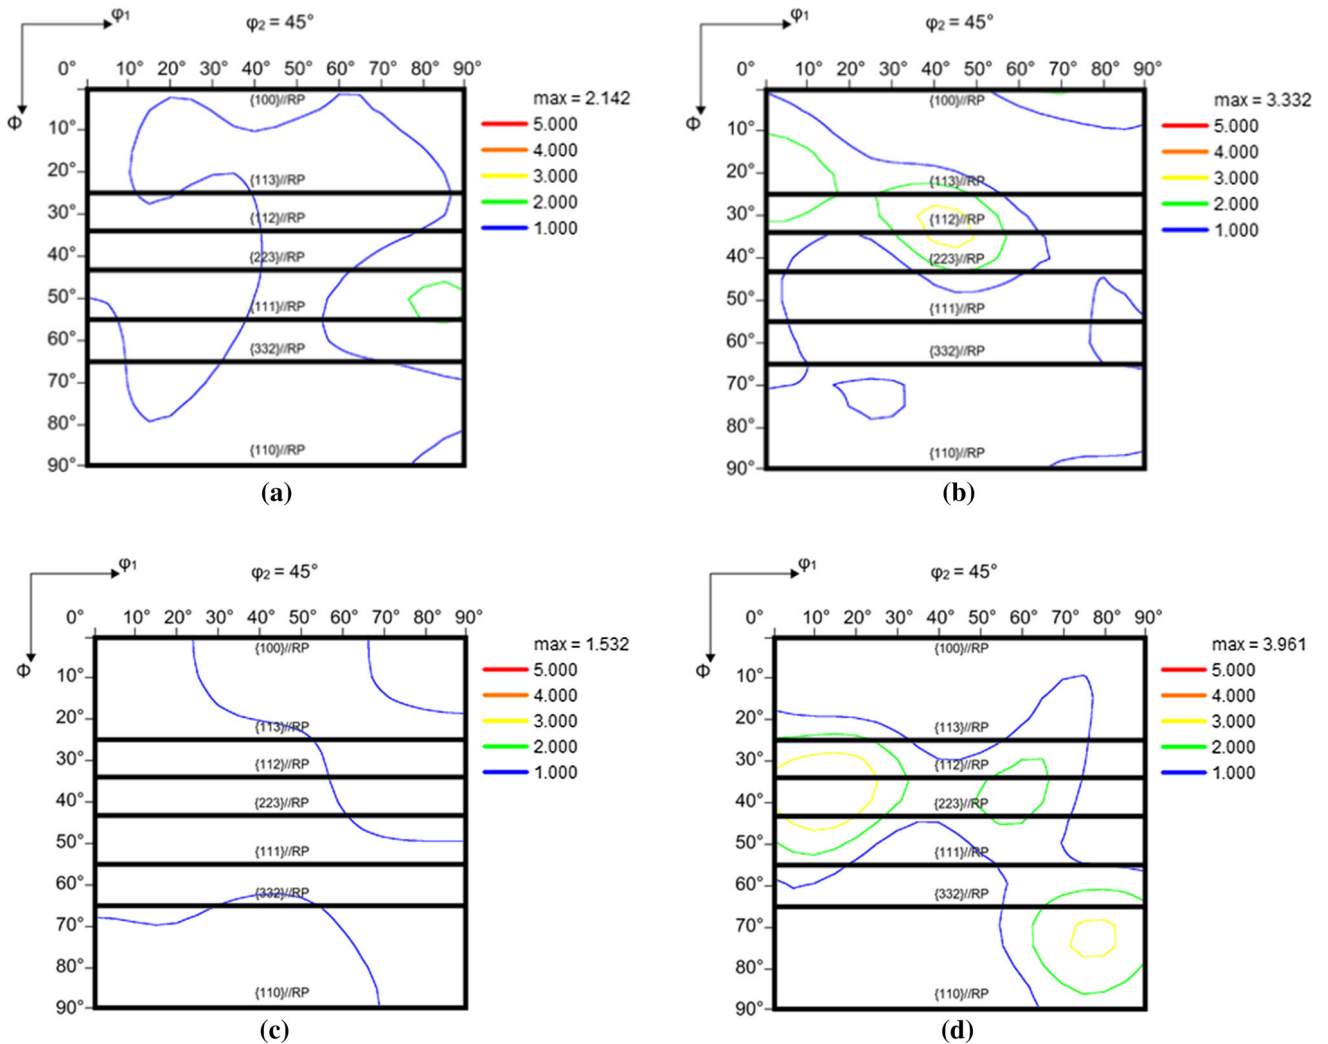 φ₁
φ₂ = 45°
Φ
0° 10° 20° 30° 40° 50° 60° 70° 80° 90°
10°
20°
30°
40°
50°
60°
70°
80°
90°
{100}//RP
{113}//RP
{112}//RP
{223}//RP
{111}//RP
{332}//RP
{110}//RP
max = 2.142
5.000
4.000
3.000
2.000
1.000
(a)
φ₁
φ₂ = 45°
Φ
0° 10° 20° 30° 40° 50° 60° 70° 80° 90°
10°
20°
30°
40°
50°
60°
70°
80°
90°
{100}//RP
{113}//RP
{112}//RP
{223}//RP
{111}//RP
{332}//RP
{110}//RP
max = 3.332
5.000
4.000
3.000
2.000
1.000
(b)
φ₁
φ₂ = 45°
Φ
0° 10° 20° 30° 40° 50° 60° 70° 80° 90°
10°
20°
30°
40°
50°
60°
70°
80°
90°
{100}//RP
{113}//RP
{112}//RP
{223}//RP
{111}//RP
{332}//RP
{110}//RP
max = 1.532
5.000
4.000
3.000
2.000
1.000
(c)
φ₁
φ₂ = 45°
Φ
0° 10° 20° 30° 40° 50° 60° 70° 80° 90°
10°
20°
30°
40°
50°
60°
70°
80°
90°
{100}//RP
{113}//RP
{112}//RP
{223}//RP
{111}//RP
{332}//RP
{110}//RP
max = 3.961
5.000
4.000
3.000
2.000
1.000
(d)